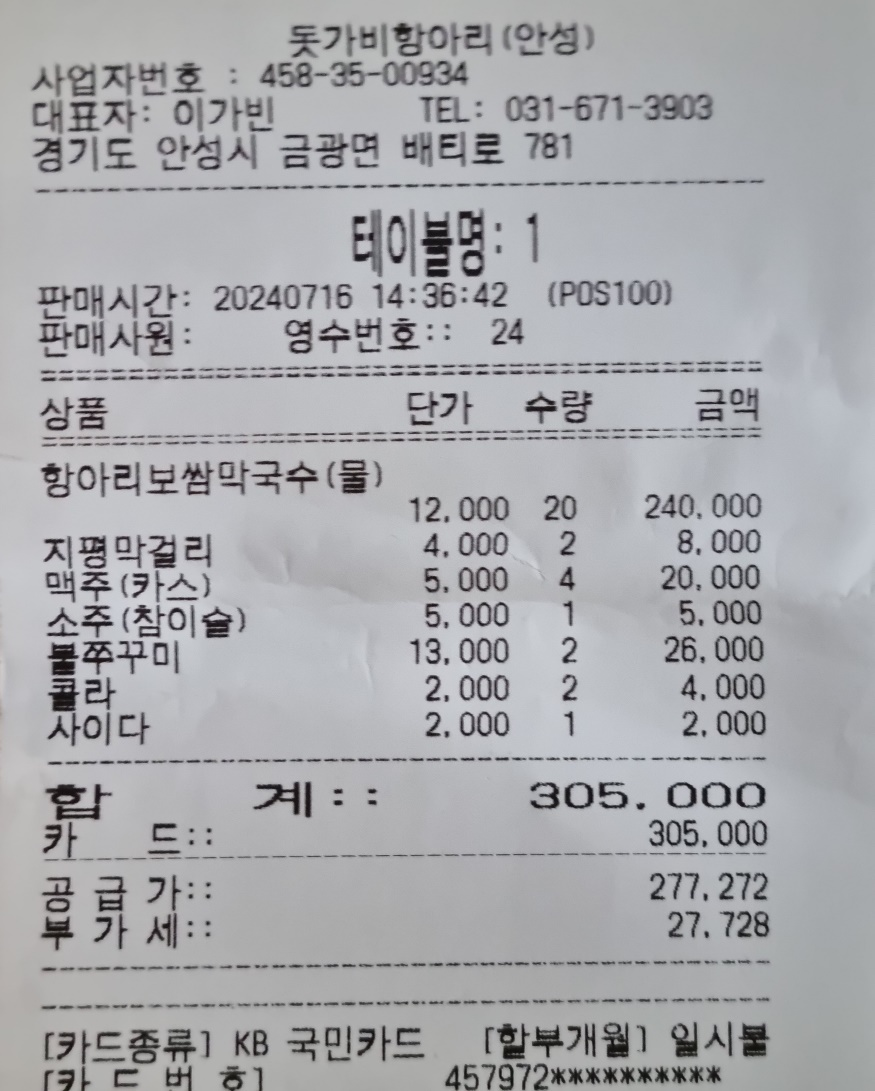 돗가비항아리(안성)
사업자번호 : 458-35-00934
대표자: 이가빈 TEL: 031-671-3903
경기도 안성시 금광면 배티로 781
테이블명: 1
판매시간: 20240716 14:36:42 (POS100)
판매사원: 영수번호:: 24
상품 단가 수량 금액
항아리보쌈막국수(물)
12,000 20 240,000
지평막걸리 4,000 2 8,000
맥주(카스) 5,000 4 20,000
소주(참이슬) 5,000 1 5,000
불쭈꾸미 13,000 2 26,000
콜라 2,000 2 4,000
사이다 2,000 1 2,000
합 계:: 305,000
카 드:: 305,000
공 급 가:: 277,272
부 가 세:: 27,728
[카드종류] KB 국민카드 [할부개월] 일시불
[카 드 번 호] 457972**********